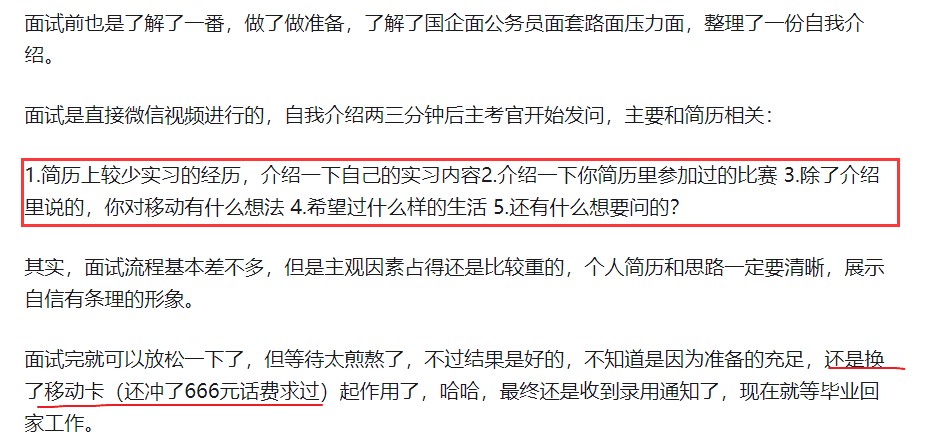 面试前也是了解了一番，做了做准备，了解了国企面公务员面套路面压力面，整理了一份自我介
绍。
面试是直接微信视频进行的，自我介绍两三分钟后主考官开始发问，主要和简历相关：
1.简历上较少实习的经历，介绍一下自己的实习内容2.介绍一下你简历里参加过的比赛 3.除了介绍
里说的，你对移动有什么想法 4.希望过什么样的生活 5.还有什么想要问的？
其实，面试流程基本差不多，但是主观因素占得还是比较重的，个人简历和思路一定要清晰，展示
自信有条理的形象。
面试完就可以放松一下了，但等待太煎熬了，不过结果是好的，不知道是因为准备的充足，还是换
了移动卡（还冲了666元话费求过）起作用了，哈哈，最终还是收到录用通知了，现在就等毕业回
家工作。